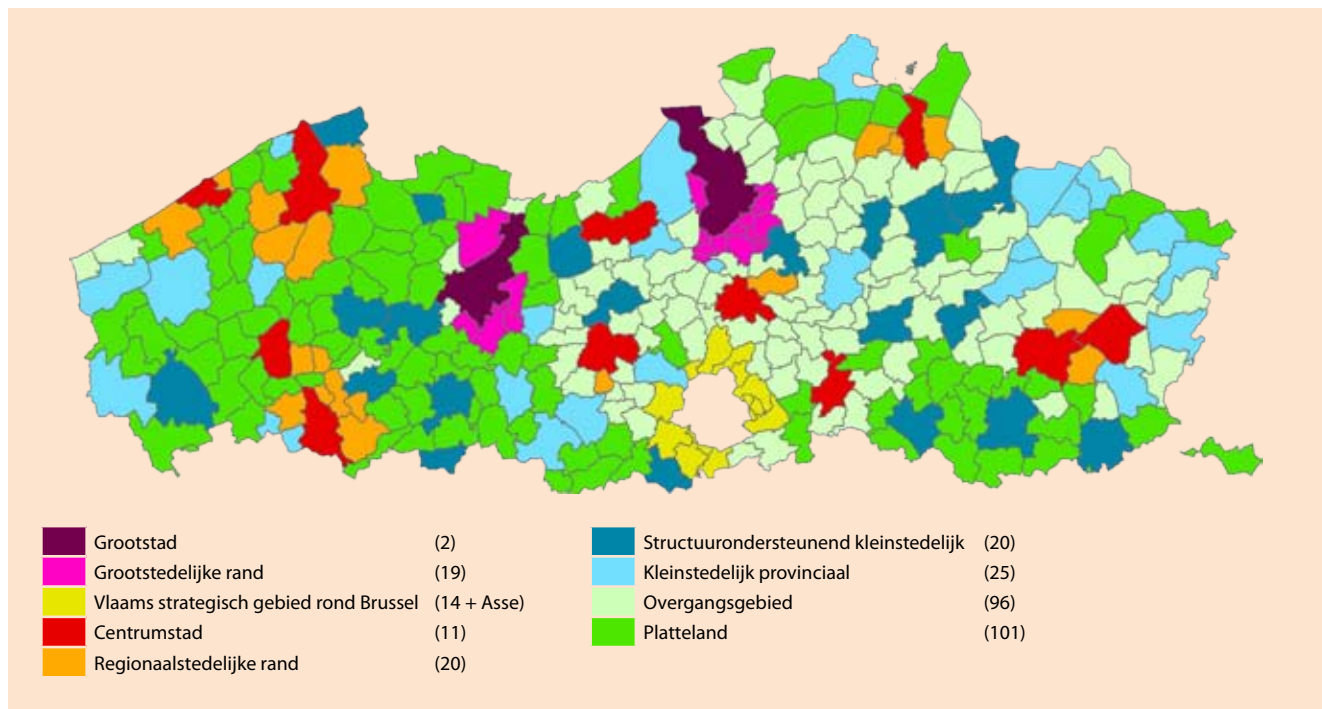 Grootstad (2)
Grootstedelijke rand (19)
Vlaams strategisch gebied rond Brussel (14 + Asse)
Centrumstad (11)
Regionaalstedelijke rand (20)
Structuurondersteunend kleinstedelijk (20)
Kleinstedelijk provinciaal (25)
Overgangsgebied (96)
Platteland (101)